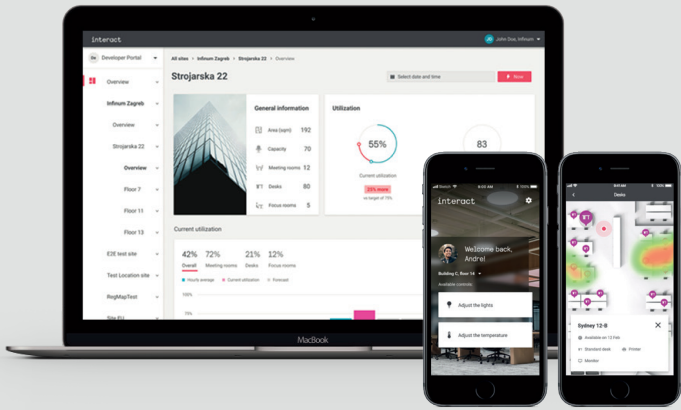 interact
JD John Doe, Infinum
De Developer Portal
All sites > Infinum Zagreb > Strojarska 22 > Overview
Overview
Strojarska 22
Select date and time
Now
Infinum Zagreb
Overview
Strojarska 22
Overview
Floor 7
Floor 11
Floor 13
E2E test site
Test Location site
RegMapTest
Site EU
General information
Area (sqm) 192
Capacity 70
Meeting rooms 12
Desks 80
Focus rooms 5
Utilization
55%
Current utilization
25% more
vs target of 75%
83
Current utilization
42% 72% 21% 12%
Overall Meeting rooms Desks Focus rooms
Hourly average Current utilization Forecast
100%
75%
MacBook
interact
Welcome back,
Andre!
Building C, floor 14
Available controls:
Adjust the lights
Adjust the temperature
Desks
Sydney 12-B
Available on 12 Feb
Standard desk Printer
Monitor